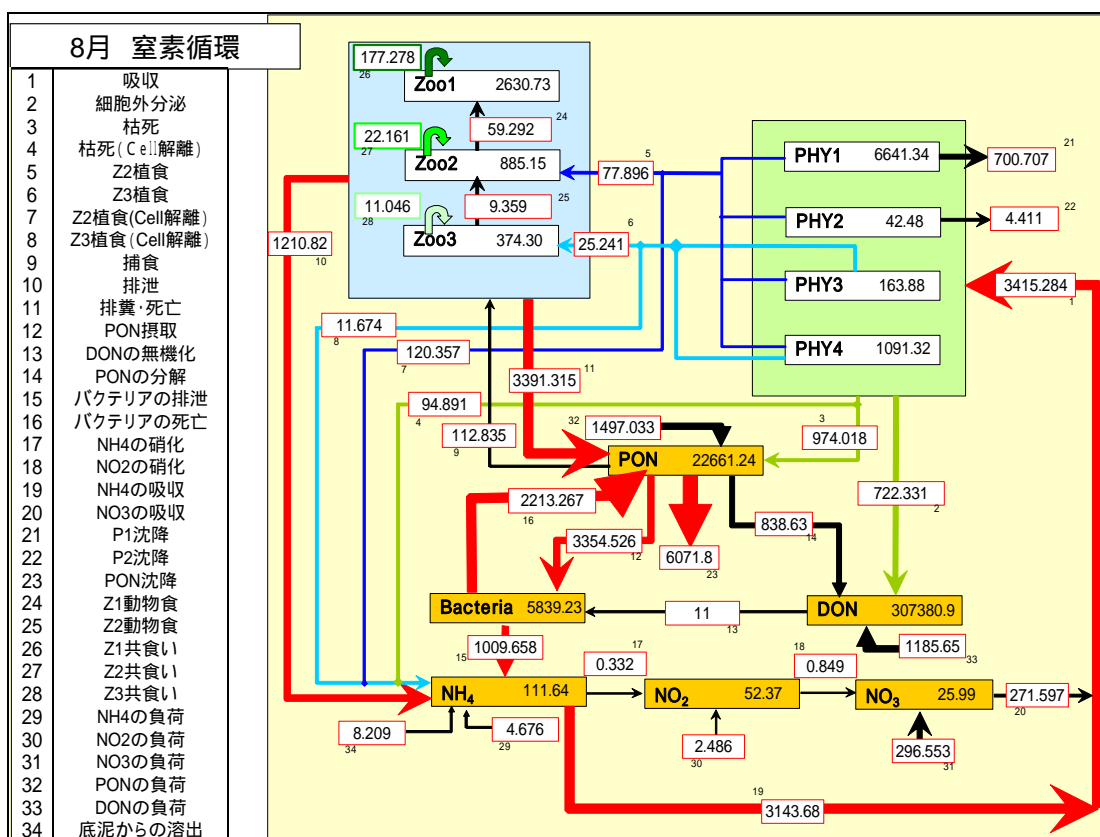 8月 窒素循環
1 吸収
2 細胞外分泌
3 枯死
4 枯死(Cell解離)
5 Z2植食
6 Z3植食
7 Z2植食(Cell解離)
8 Z3植食(Cell解離)
9 捕食
10 排泄
11 排糞・死亡
12 PON摂取
13 DONの無機化
14 PONの分解
15 バクテリアの排泄
16 バクテリアの死亡
17 NH4の硝化
18 NO2の硝化
19 NH4の吸収
20 NO3の吸収
21 P1沈降
22 P2沈降
23 PON沈降
24 Z1動物食
25 Z2動物食
26 Z1共食い
27 Z2共食い
28 Z3共食い
29 NH4の負荷
30 NO2の負荷
31 NO3の負荷
32 PONの負荷
33 DONの負荷
34 底泥からの溶出
177.278
26
Zoo1 2630.73
59.292
24
22.161
27
Zoo2 885.15
9.359
25
11.046
28
Zoo3 374.30
77.896
5
25.241
6
PHY1 6641.34
700.707
21
PHY2 42.48
4.411
22
PHY3 163.88
PHY4 1091.32
3415.284
1
1210.82
10
11.674
8
120.357
7
3391.315
11
94.891
4
112.835
9
1497.033
32
974.018
3
PON 22661.24
722.331
2
2213.267
16
3354.526
12
6071.8
23
838.63
14
Bacteria 5839.23
11
13
DON 307380.9
1185.65
33
1009.658
15
0.332
17
0.849
18
NH4 111.64
NO2 52.37
NO3 25.99
271.597
20
8.209
34
4.676
29
2.486
30
296.553
31
3143.68
19